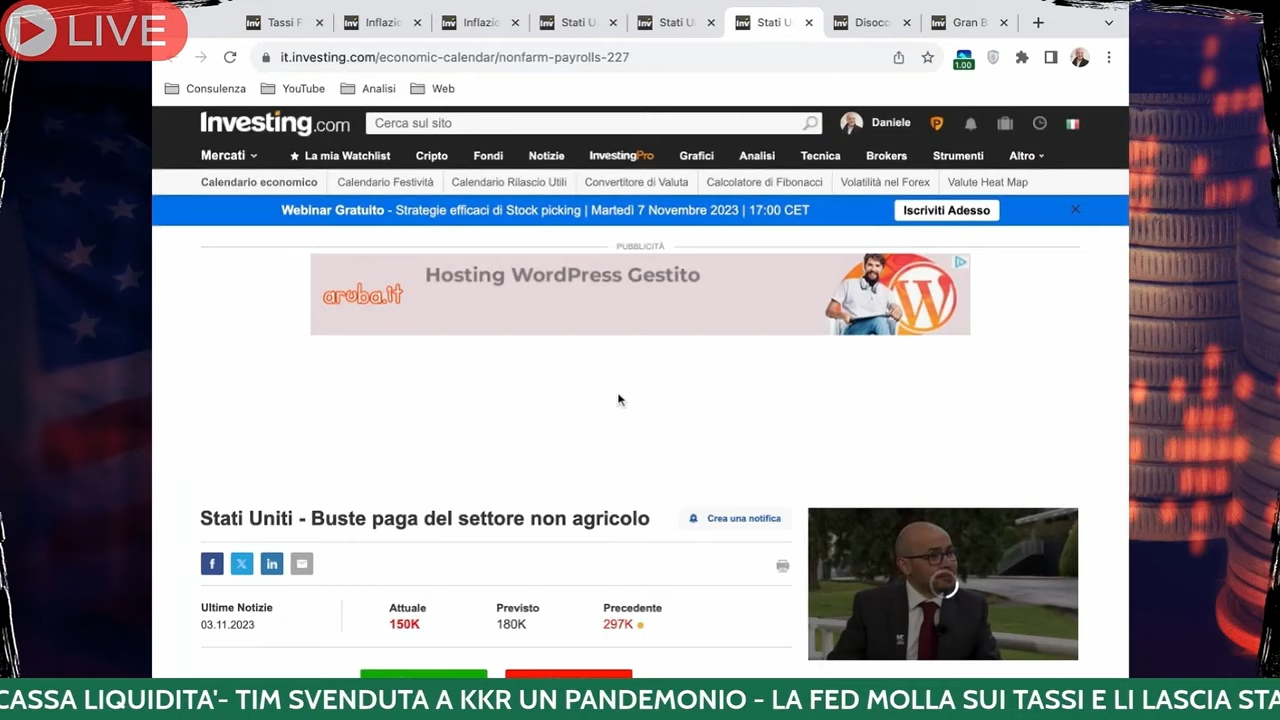 LIVE
Tassi F
Inflazio
Inflazio
Stati U
Stati U
Stati U
Disocc
Gran B
it.investing.com/economic-calendar/nonfarm-payrolls-227
1.00
Consulenza YouTube Analisi Web
Investing.com Cerca sul sito Daniele
Mercati La mia Watchlist Cripto Fondi Notizie InvestingPro Grafici Analisi Tecnica Brokers Strumenti Altro
Calendario economico Calendario Festività Calendario Rilascio Utili Convertitore di Valuta Calcolatore di Fibonacci Volatilità nel Forex Valute Heat Map
Webinar Gratuito - Strategie efficaci di Stock picking | Martedì 7 Novembre 2023 | 17:00 CET Iscriviti Adesso
PUBBLICITÀ
Hosting WordPress Gestito
aruba.it
Stati Uniti - Buste paga del settore non agricolo Crea una notifica
Ultime Notizie Attuale Previsto Precedente
03.11.2023 150K 180K 297K
CASSA LIQUIDITA'- TIM SVENDUTA A KKR UN PANDEMONIO - LA FED MOLLA SUI TASSI E LI LASCIA STA